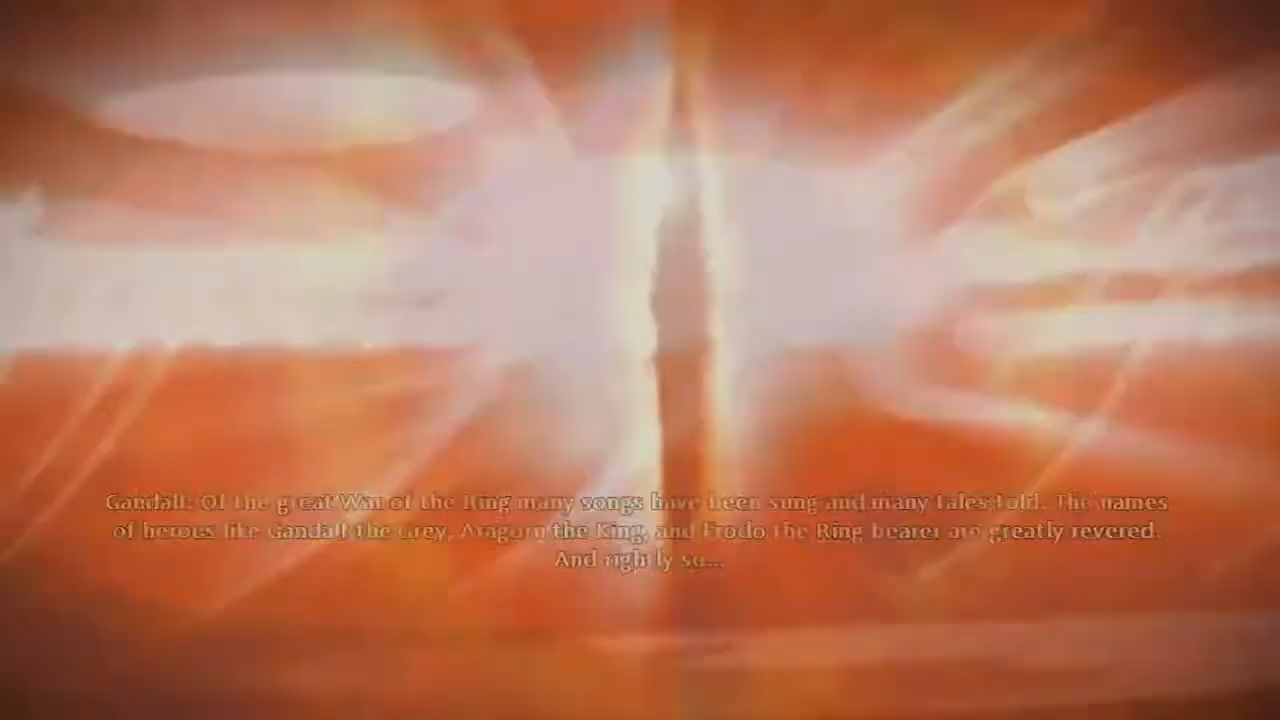 Gandalf: Of the great War of the Ring many songs have been sung and many tales told. The names
of heroes like Gandalf the Grey, Aragorn the King, and Frodo the Ring bearer are greatly revered.
And rightly so...